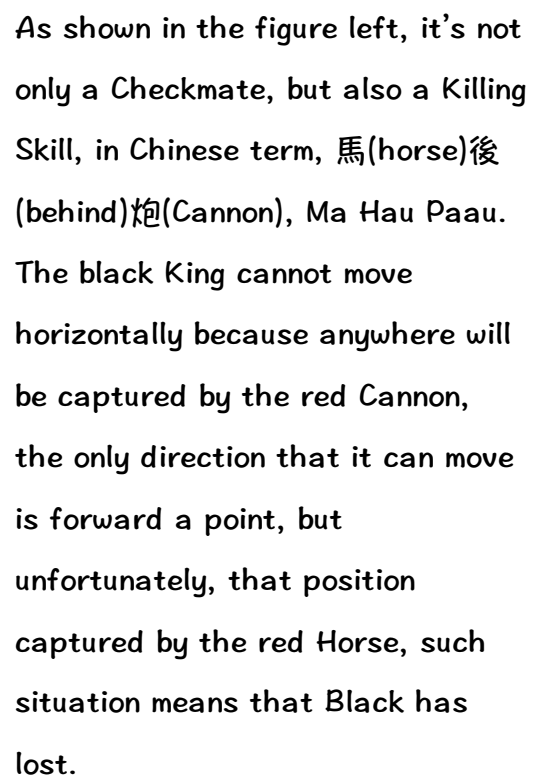 As shown in the figure left, it's not
only a Checkmate, but also a Killing
Skill, in Chinese term, 馬(horse)後
(behind)炮(Cannon), Ma Hau Paau.
The black King cannot move
horizontally because anywhere will
be captured by the red Cannon,
the only direction that it can move
is forward a point, but
unfortunately, that position
captured by the red Horse, such
situation means that Black has
lost.